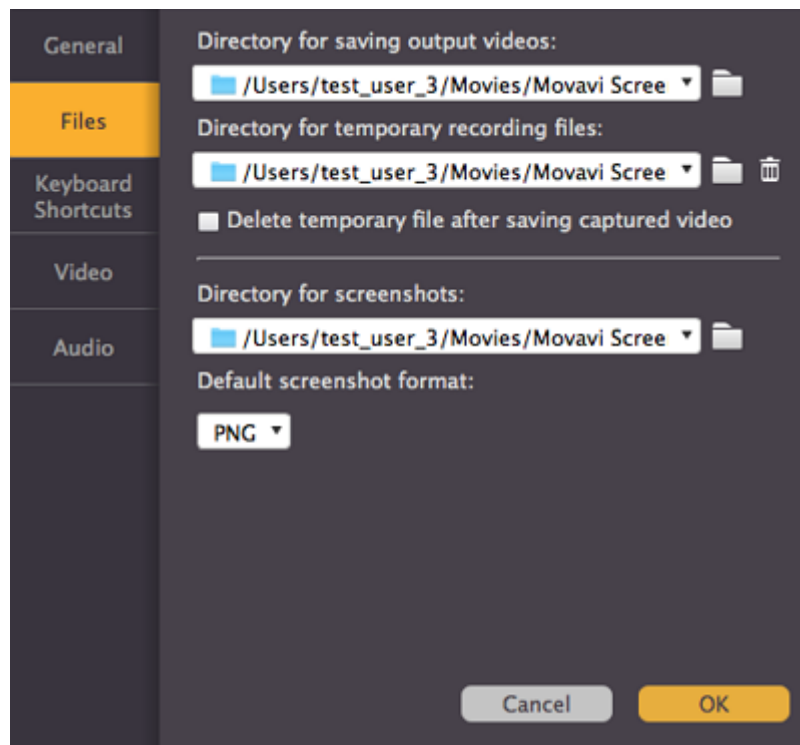 General
Files
Keyboard
Shortcuts
Video
Audio
Directory for saving output videos:
/Users/test_user_3/Movies/Movavi Scree
Directory for temporary recording files:
/Users/test_user_3/Movies/Movavi Scree
Delete temporary file after saving captured video
Directory for screenshots:
/Users/test_user_3/Movies/Movavi Scree
Default screenshot format:
PNG
Cancel
OK